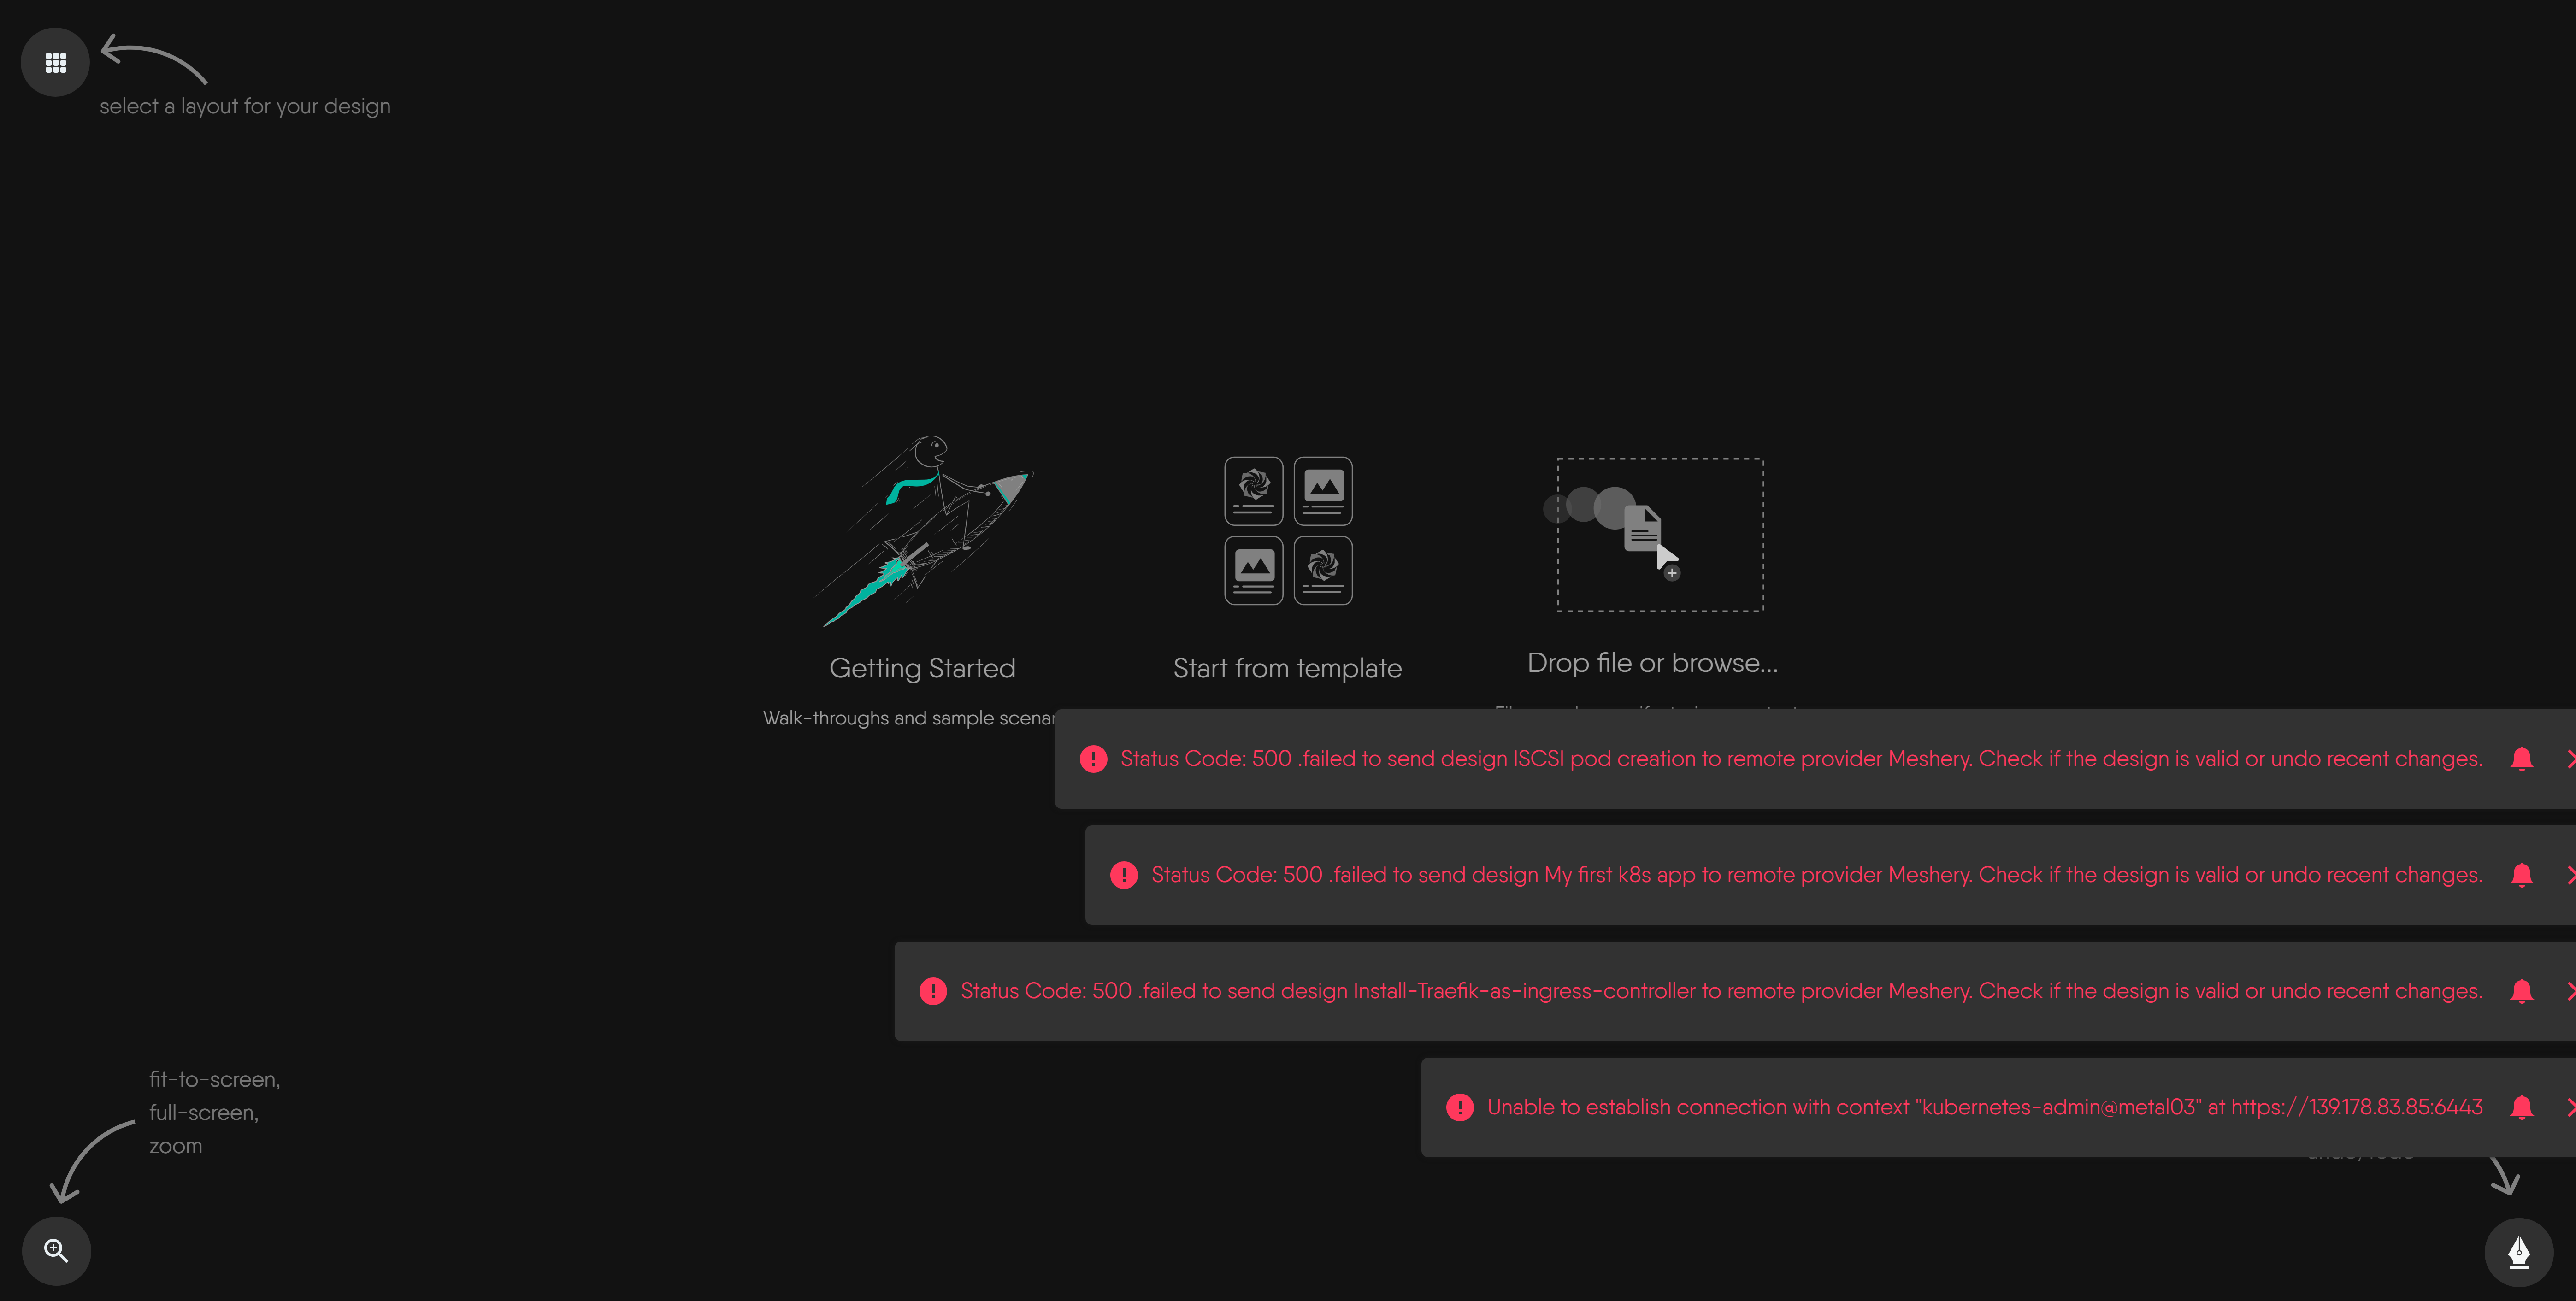 select a layout for your design
Getting Started
Start from template
Drop file or browse...
Walk-throughs and sample
Status Code: 500 .failed to send design ISCSI pod creation to remote provider Meshery. Check if the design is valid or undo recent changes.
Status Code: 500 .failed to send design My first k8s app to remote provider Meshery. Check if the design is valid or undo recent changes.
Status Code: 500 .failed to send design Install-Traefik-as-ingress-controller to remote provider Meshery. Check if the design is valid or undo recent changes.
Unable to establish connection with context "kubernetes-admin@metal03" at https://139.178.83.85:6443
fit-to-screen,
full-screen,
zoom